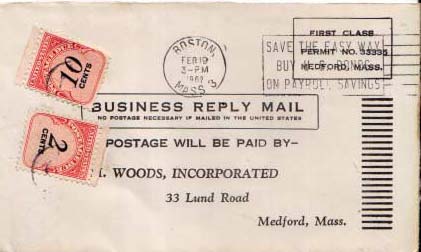 10
CENTS
BOSTON,
FEB 19
3-PM
MASS
SAVE THE EASY WAY
BUY U.S. BONDS
ON PAYROLL SAVINGS
FIRST CLASS
PERMIT No. 33335
MEDFORD, MASS.
BUSINESS REPLY MAIL
NO POSTAGE NECESSARY IF MAILED IN THE UNITED STATES
2
CENTS
POSTAGE WILL BE PAID BY—
. WOODS, INCORPORATED
33 Lund Road
Medford, Mass.